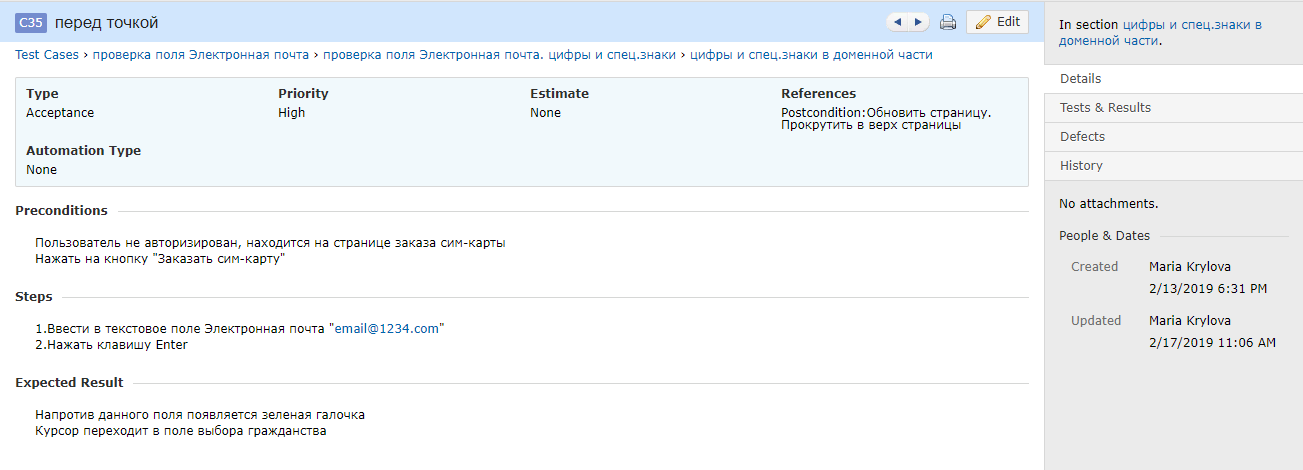 C35 перед точкой
Edit
Test Cases › проверка поля Электронная почта › проверка поля Электронная почта. цифры и спец.знаки › цифры и спец.знаки в доменной части
Type Priority Estimate References
Acceptance High None Postcondition:Обновить страницу.
Прокрутить в верх страницы
Automation Type
None
Preconditions
Пользователь не авторизирован, находится на странице заказа сим-карты
Нажать на кнопку "Заказать сим-карту"
Steps
1.Ввести в текстовое поле Электронная почта "email@1234.com"
2.Нажать клавишу Enter
Expected Result
Напротив данного поля появляется зеленая галочка
Курсор переходит в поле выбора гражданства
In section цифры и спец.знаки в
доменной части.
Details
Tests & Results
Defects
History
No attachments.
People & Dates
Created Maria Krylova
2/13/2019 6:31 PM
Updated Maria Krylova
2/17/2019 11:06 AM